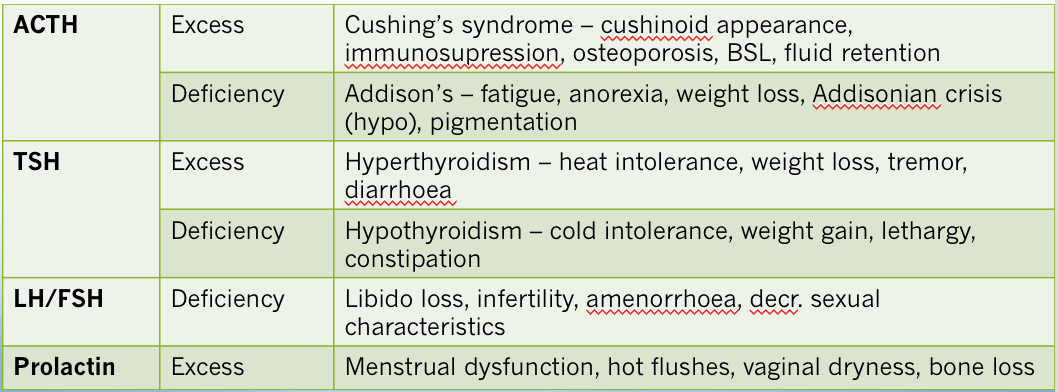 ACTH Excess Cushing's syndrome – cushinoid appearance,
immunosupression, osteoporosis, BSL, fluid retention
Deficiency Addison's – fatigue, anorexia, weight loss, Addisonian crisis
(hypo), pigmentation
TSH Excess Hyperthyroidism – heat intolerance, weight loss, tremor,
diarrhoea
Deficiency Hypothyroidism – cold intolerance, weight gain, lethargy,
constipation
LH/FSH Deficiency Libido loss, infertility, amenorrhoea, decr. sexual
characteristics
Prolactin Excess Menstrual dysfunction, hot flushes, vaginal dryness, bone loss